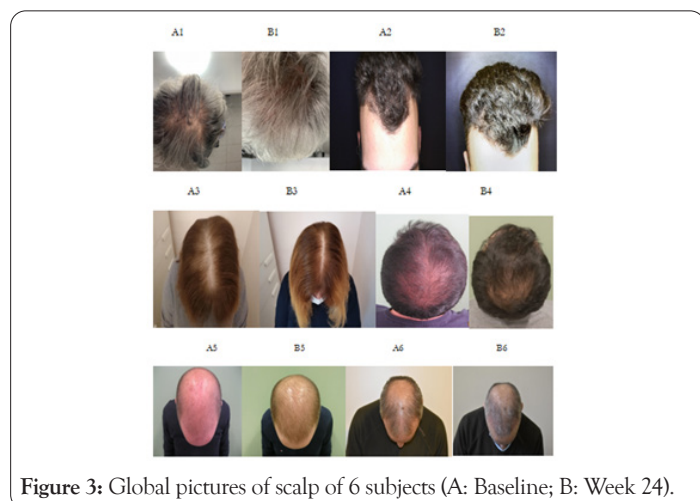 A1 B1 A2 B2
A3 B3 A4 B4
A5 B5 A6 B6
Figure 3: Global pictures of scalp of 6 subjects (A: Baseline; B: Week 24).